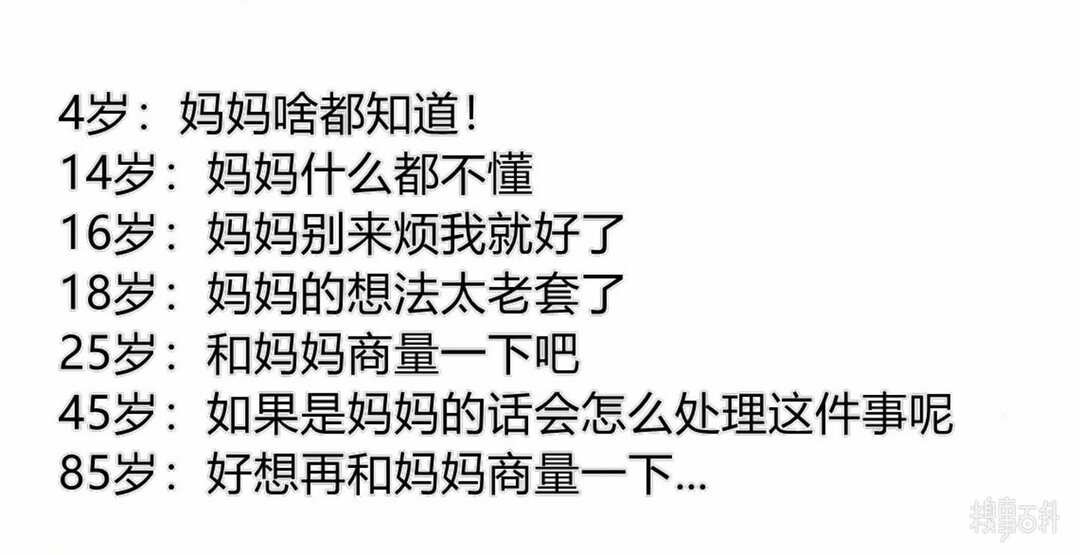 4岁：妈妈啥都知道！
14岁：妈妈什么都不懂
16岁：妈妈别来烦我就好了
18岁：妈妈的想法太老套了
25岁：和妈妈商量一下吧
45岁：如果是妈妈的话会怎么处理这件事呢
85岁：好想再和妈妈商量一下...
糗事百科